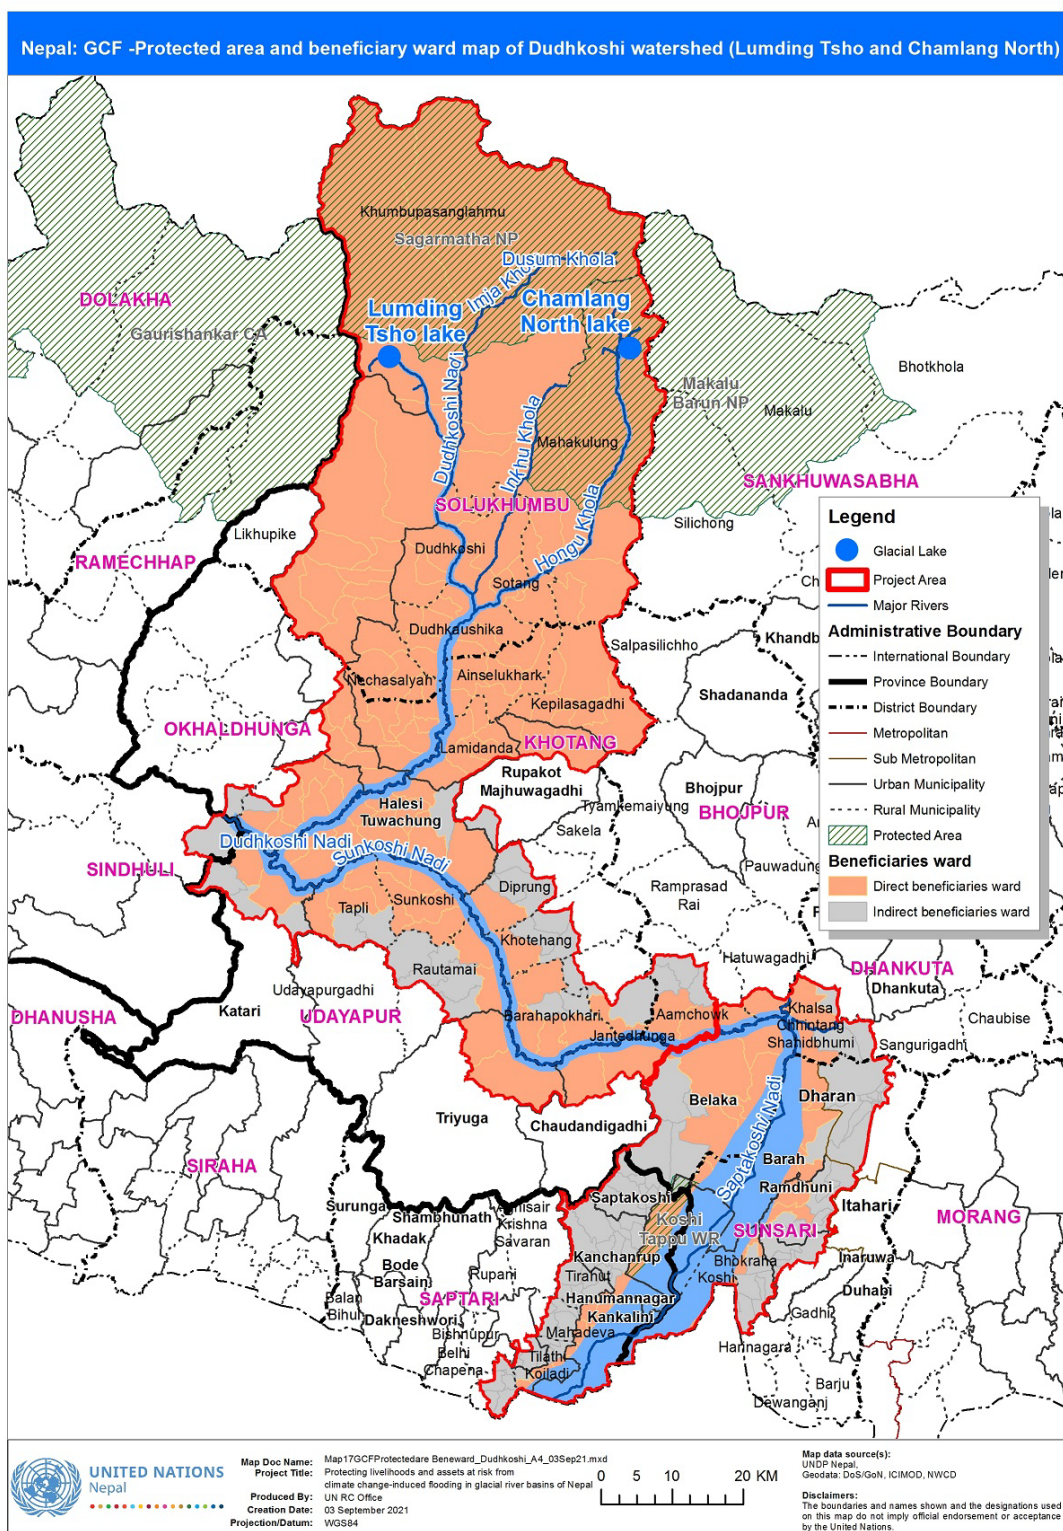 Nepal: GCF -Protected area and beneficiary ward map of Dudhkoshi watershed (Lumding Tsho and Chamlang North)
Khumbupasanglahmu
Sagarmatha NP
Dusum Khola
Imja
DOLAKHA
Lumding
Tsho lake
Chamlang
North lake
Gaurishankar CA
Bhotkhola
Makalu
Barun NP
Makalu
Dudhkoshi Nadi
Inkhu Khola
Mahakulung
SANKHUWASABHA
SOLUKHUMBU
Hongu Khola
Silichong
Likhupike
RAMECHHAP
Dudhkoshi
Sotang
Dudhkaushika
Salpasilichho
Khandb
Nechasalyah
Ainselukhark
Kepilasagadhi
Shadananda
OKHALDHUNGA
Lamidanda
KHOTANG
Rupakot
Majhuwagadhi
Bhojpur
BHOJPUR
Halesi
Tuwachung
Tyamkemaiyung
Sakela
Dudhkoshi Nadi
Sunkoshi Nadi
SINDHULI
Pauwadung
Diprung
Ramprasad
Rai
Tapli
Sunkoshi
Khotehang
Rautamai
Hatuwagadhi
DHANKUTA
Dhankuta
Udayapurgadhi
Katari
UDAYAPUR
DHANUSHA
Barahapokhari
Aamchowk
Khalsa
Chhintang
Shahidbhumi
Chaubise
Jantedhunga
Sangurigadhi
Belaka
Dharan
Triyuga
Chaudandigadhi
Saptakoshi Nadi
Barah
SIRAHA
Ramdhuni
Saptakoshi
Surunga
Shambhunath
Krishna
Savaran
Khadak
Koshi
Tappu WR
SUNSARI
Itahari
MORANG
Kanchanrup
Bode
Barsain
Rupani
Tirahut
Bhokraha
Koshi
Inaruwa
Duhabi
Balan
Bihul
SAPTARI
Hanumannagar
Kankalini
Dakneshwori
Gadhi
Bishnupur
Mahadeva
Belhi
Chapena
Tilathi
Koiladi
Harinagara
Barju
Dewanganj
Legend
Glacial Lake
Project Area
Major Rivers
Administrative Boundary
International Boundary
Province Boundary
District Boundary
Metropolitan
Sub Metropolitan
Urban Municipality
Rural Municipality
Protected Area
Beneficiaries ward
Direct beneficiaries ward
Indirect beneficiaries ward
UNITED NATIONS
Nepal
Map Doc Name: Map17GCFProtectedare Beneward_Dudhkoshi_A4_03Sep21.mxd
Project Title: Protecting livelihoods and assets at risk from
climate change-induced flooding in glacial river basins of Nepal
Produced By: UN RC Office
Creation Date: 03 September 2021
Projection/Datum: WGS84
0 5 10 20 KM
Map data source(s):
UNDP Nepal,
Geodata: DoS/GoN, ICIMOD, NWCD
Disclaimers:
The boundaries and names shown and the designations used
on this map do not imply official endorsement or acceptance
by the United Nations.